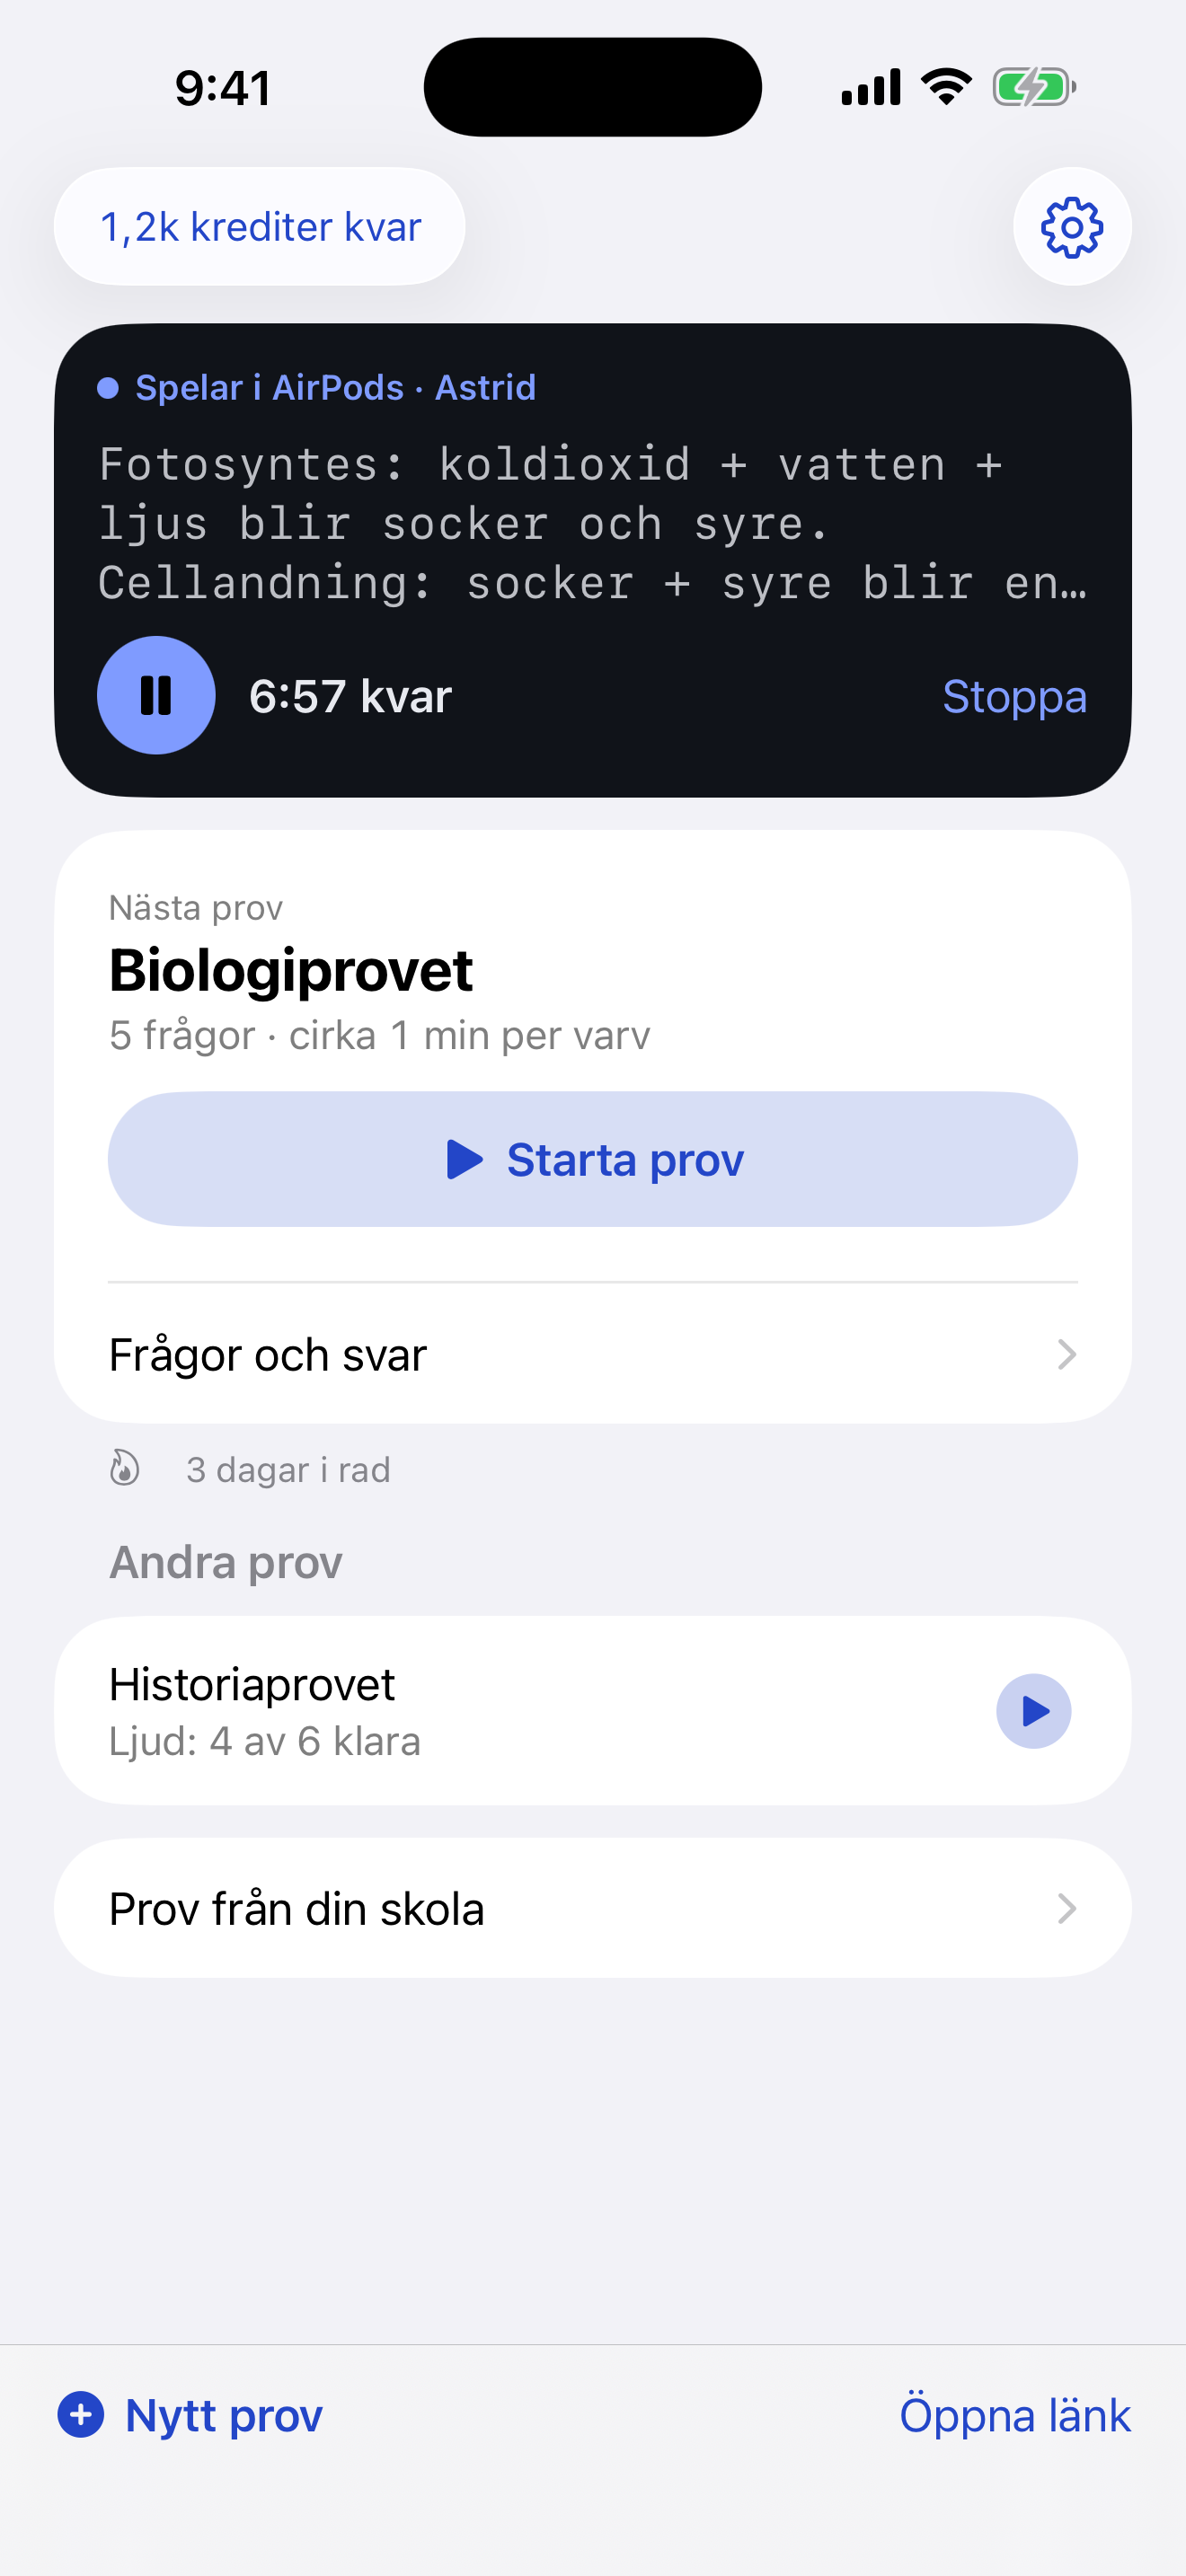 9:41
1,2k krediter kvar
Spelar i AirPods · Astrid
Fotosyntes: koldioxid + vatten +
ljus blir socker och syre.
Cellandning: socker + syre blir en…
6:57 kvar
Stoppa
Nästa prov
Biologiprovet
5 frågor · cirka 1 min per varv
Starta prov
Frågor och svar
3 dagar i rad
Andra prov
Historiaprovet
Ljud: 4 av 6 klara
Prov från din skola
Nytt prov
Öppna länk